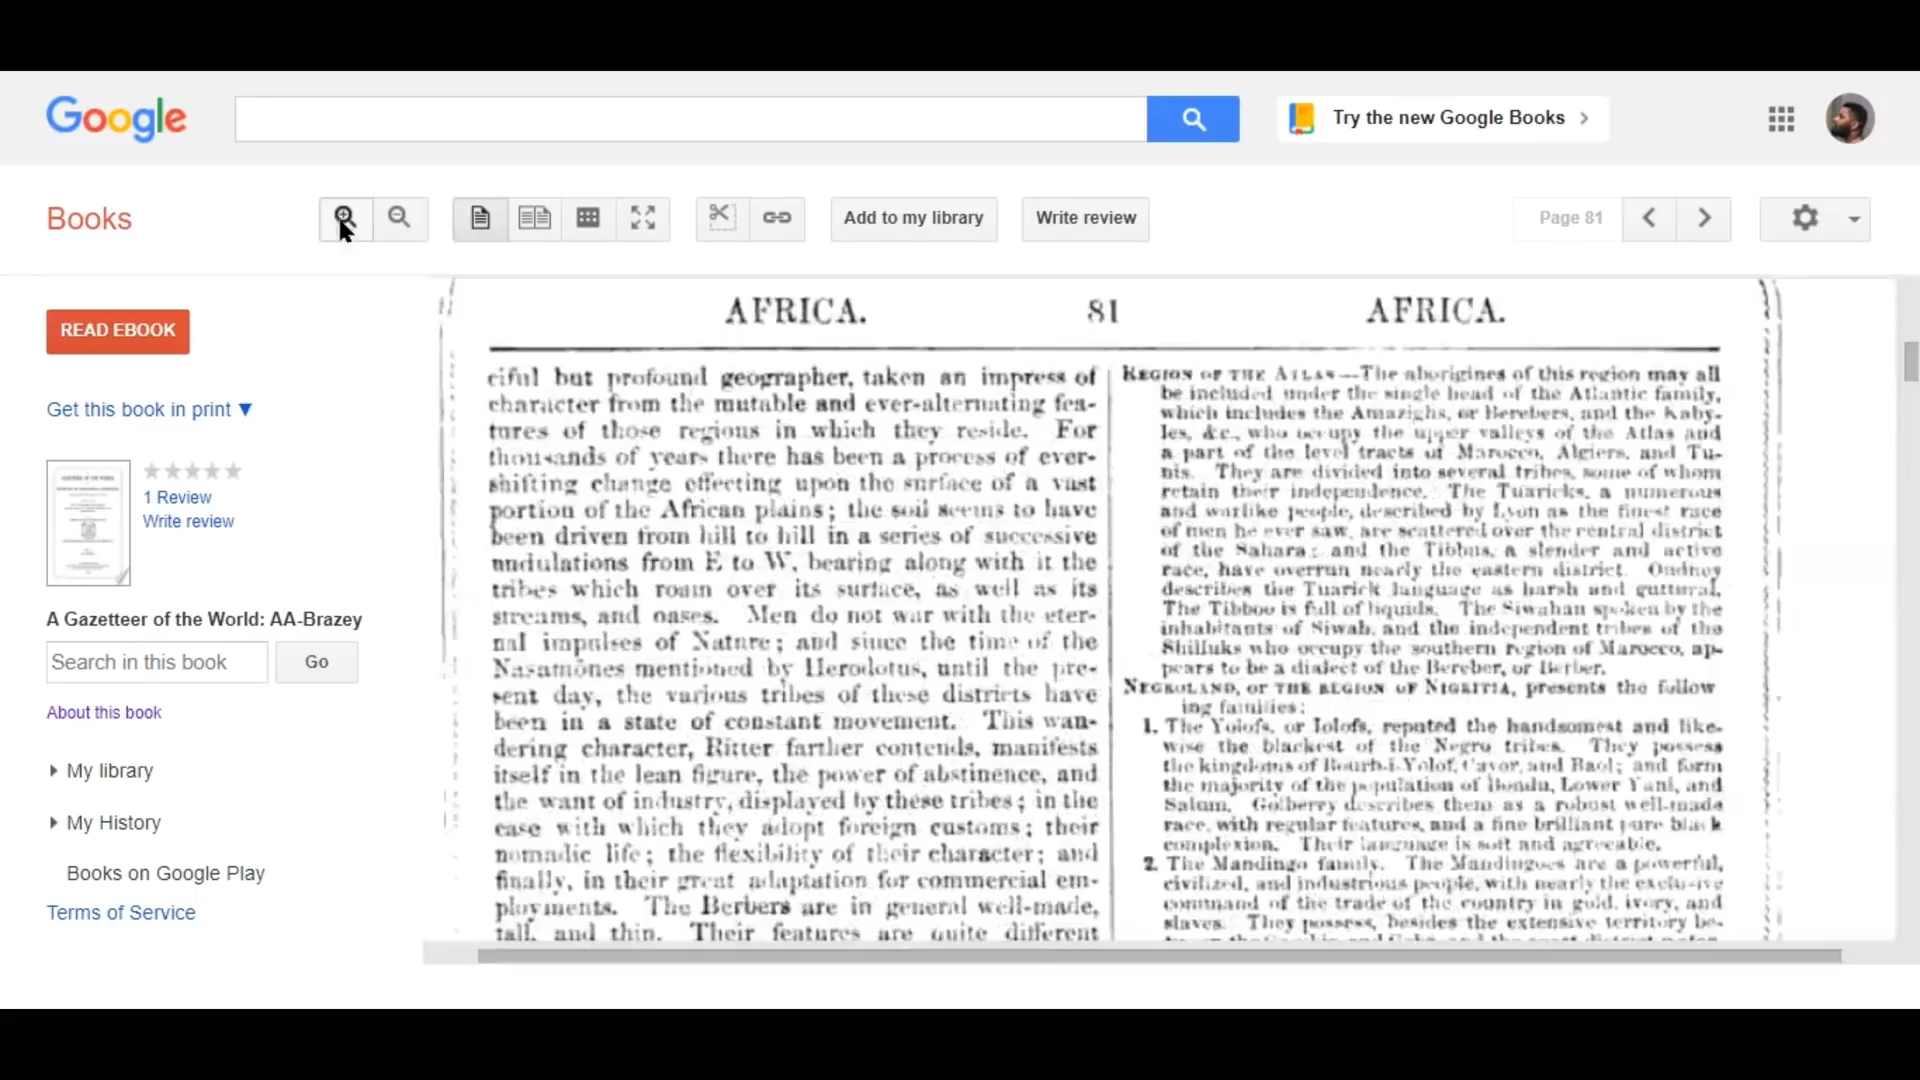 Google
Try the new Google Books
Books
Add to my library
Write review
Page 81
READ EBOOK
Get this book in print ▼
1 Review
Write review
A Gazetteer of the World: AA-Brazey
Search in this book
Go
About this book
My library
My History
Books on Google Play
Terms of Service
AFRICA. 81 AFRICA.
ciful but profound geographer, taken an impress of
character from the mutable and ever-alternating fea-
tures of those regions in which they reside. For
thousands of years there has been a process of ever-
shifting change effecting upon the surface of a vast
portion of the African plains; the soil seems to have
been driven from hill to hill in a series of successive
undulations from E to W, bearing along with it the
tribes which roam over its surface, as well as its
streams, and oases. Men do not war with the eter-
nal impulses of Nature; and since the time of the
Nasamônes mentioned by Herodotus, until the pre-
sent day, the various tribes of these districts have
been in a state of constant movement. This wan-
dering character, Ritter farther contends, manifests
itself in the lean figure, the power of abstinence, and
the want of industry, displayed by these tribes; in the
ease with which they adopt foreign customs; their
nomadic life; the flexibility of their character; and
finally, in their great adaptation for commercial em-
ployments. The Berbers are in general well-made,
tall, and thin. Their features are quite different
REGION OF THE ATLAS—The aborigines of this region may all
be included under the single head of the Atlantic family,
which includes the Amazighs, or Berebers, and the Kaby-
les, &c., who occupy the upper valleys of the Atlas and
a part of the level tracts of Marocco, Algiers, and Tu-
nis. They are divided into several tribes, some of whom
retain their independence. The Tuaricks, a numerous
and warlike people, described by Lyon as the finest race
of men he ever saw, are scattered over the central district
of the Sahara; and the Tibbus, a slender and active
race, have overrun nearly the eastern district. Oudney
describes the Tuarick language as harsh and guttural,
The Tibboo is full of liquids. The Siwahan spoken by the
inhabitants of Siwah, and the independent tribes of the
Shilluks who occupy the southern region of Marocco, ap-
pears to be a dialect of the Bereber, or Berber.
NEGROLAND, OR THE REGION OF NIGRITIA, presents the follow
ing families:
1. The Yolofs, or Iolofs, reputed the handsomest and like-
wise the blackest of the Negro tribes. They possess
the kingdoms of Bourb-i-Yolof, Cayor, and Baol; and form
the majority of the population of Bondu, Lower Yani, and
Salum. Golberry describes them as a robust well-made
race, with regular features, and a fine brilliant pure black
complexion. Their language is soft and agreeable.
2. The Mandingo family. The Mandingoes are a powerful,
civilized, and industrious people, with nearly the exclusive
command of the trade of the country in gold, ivory, and
slaves. They possess, besides the extensive territory be-